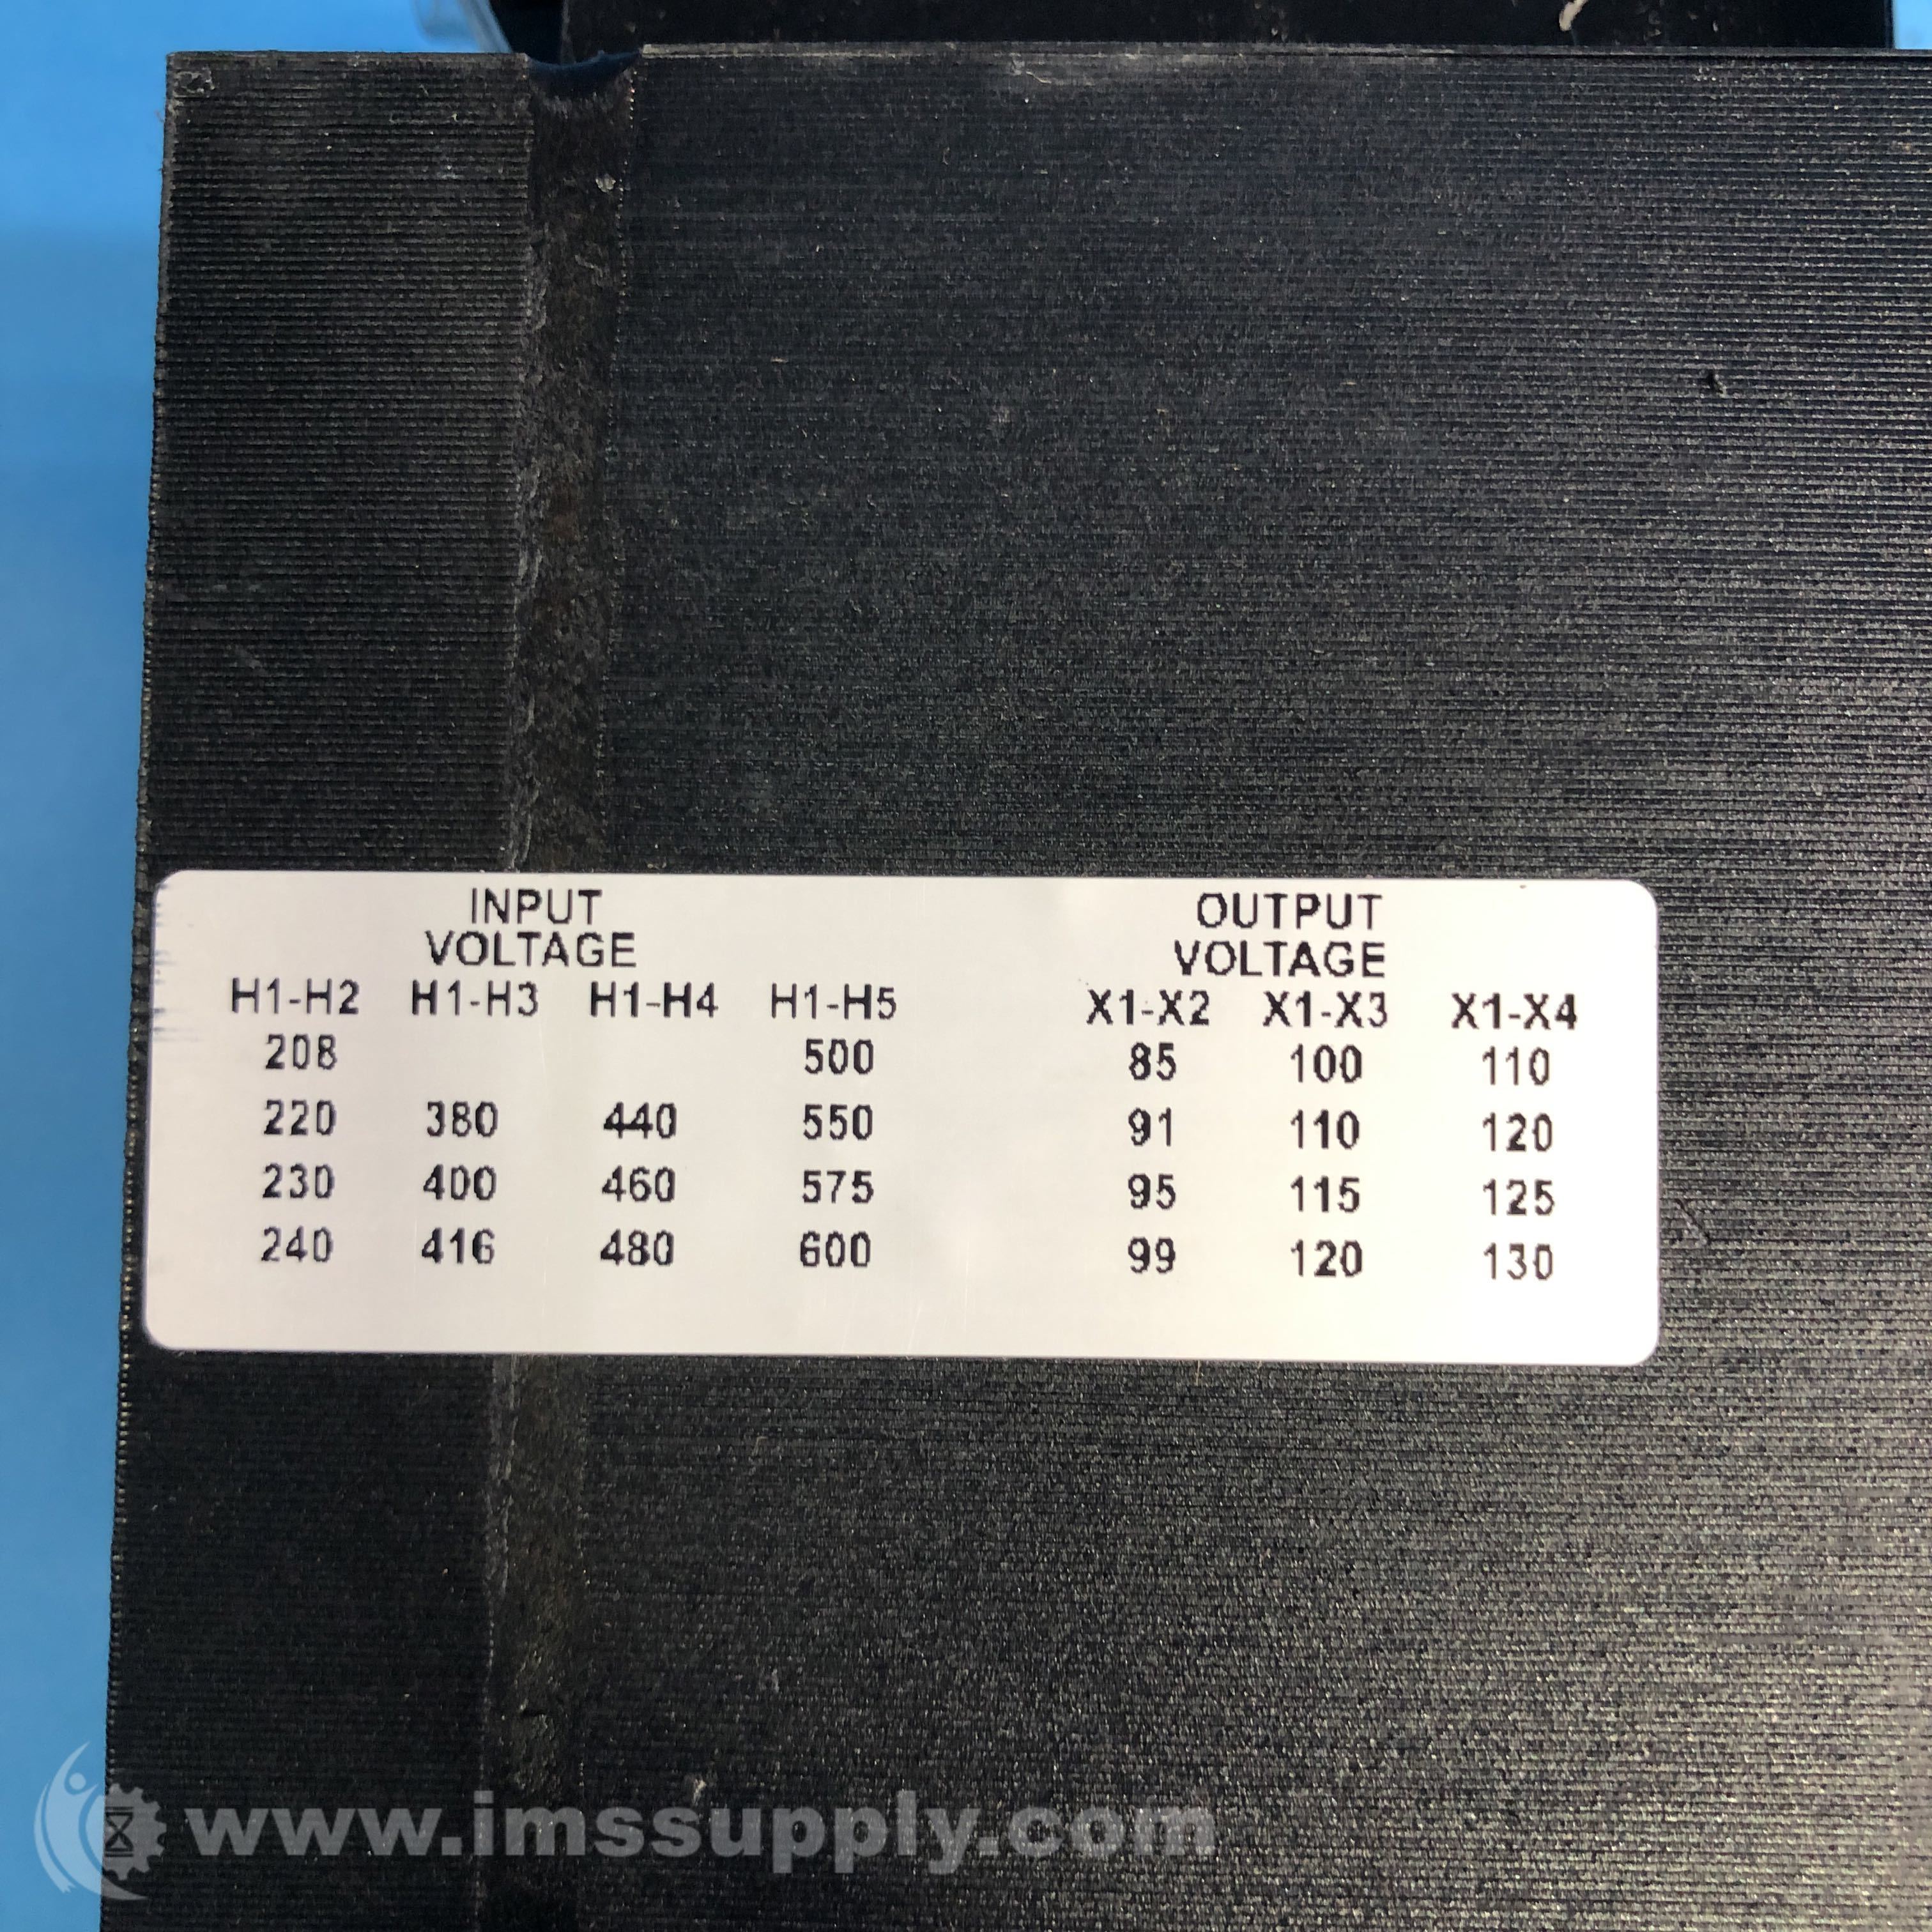 INPUT
VOLTAGE
H1-H2 H1-H3 H1-H4 H1-H5
208 500
220 380 440 550
230 400 460 575
240 416 480 600
OUTPUT
VOLTAGE
X1-X2 X1-X3 X1-X4
85 100 110
91 110 120
95 115 125
99 120 130
www.imssupply.com